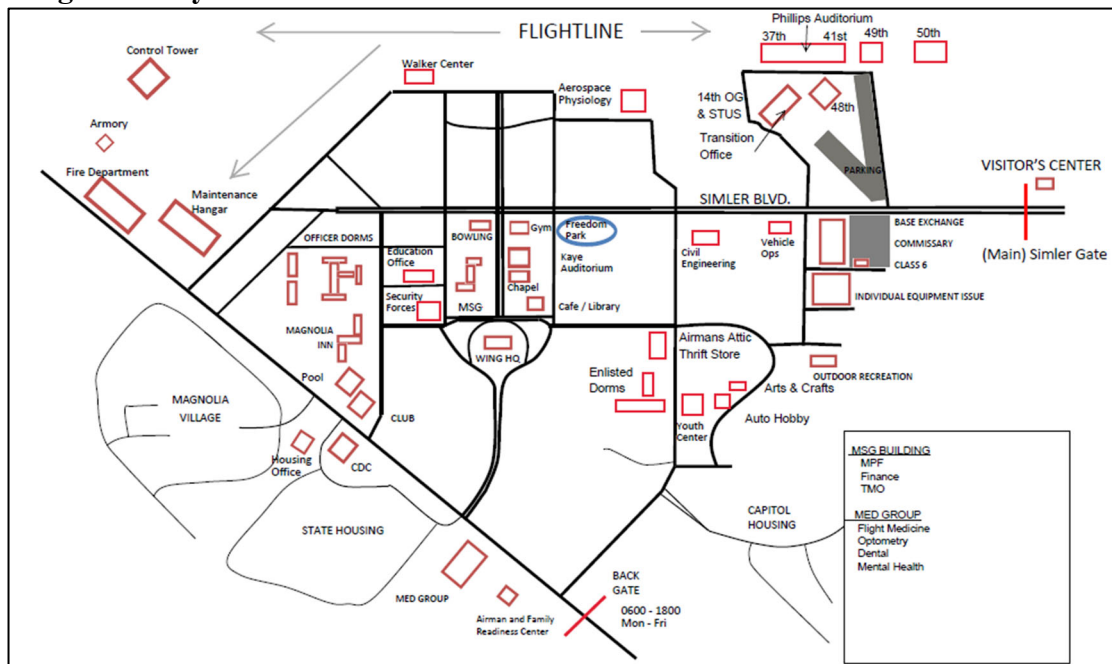 FLIGHTLINE
Phillips Auditorium
37th
41st
49th
50th
Control Tower
Walker Center
Aerospace
Physiology
14th OG
& STUS
48th
Transition
Office
Armory
Fire Department
Maintenance
Hangar
PARKING
VISITOR'S CENTER
SIMLER BLVD.
(Main) Simler Gate
OFFICER DORMS
BOWLING
Gym
Freedom
Park
Education
Office
Kaye
Auditorium
Civil
Engineering
Vehicle
Ops
BASE EXCHANGE
COMMISSARY
CLASS 6
Security
Forces
MSG
Chapel
Cafe / Library
INDIVIDUAL EQUIPMENT ISSUE
MAGNOLIA
INN
WING HQ
Airmans Attic
Thrift Store
Enlisted
Dorms
OUTDOOR RECREATION
Pool
Arts & Crafts
MAGNOLIA
VILLAGE
CLUB
Auto Hobby
Youth
Center
Housing
Office
CDC
STATE HOUSING
CAPITOL
HOUSING
MSG BUILDING
MPF
Finance
TMO
MED GROUP
Flight Medicine
Optometry
Dental
Mental Health
MED GROUP
Airman and Family
Readiness Center
BACK
GATE
0600 - 1800
Mon - Fri